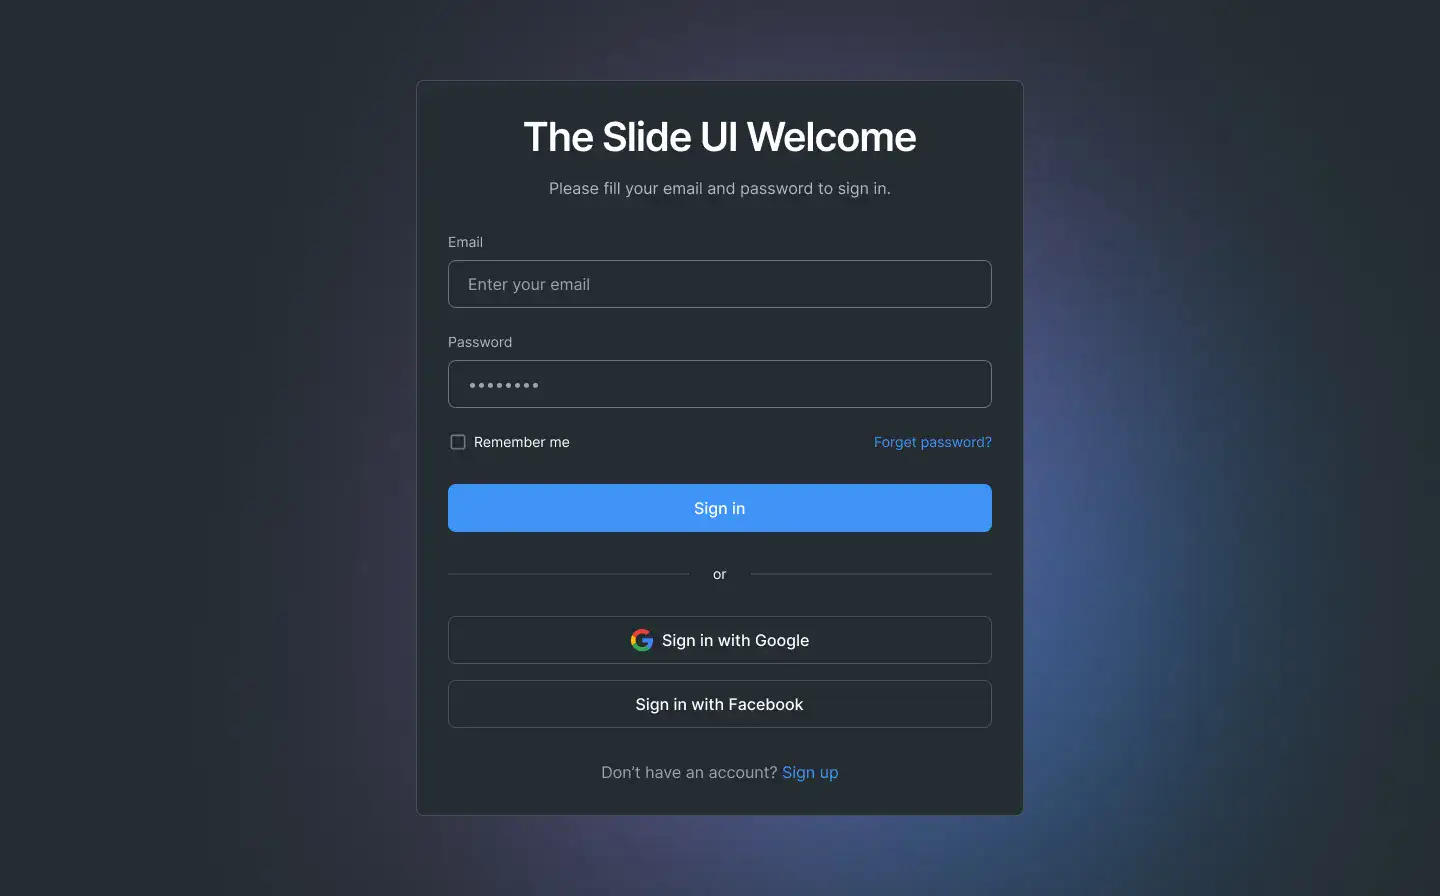 The Slide UI Welcome
Please fill your email and password to sign in.
Email
Enter your email
Password
••••••••
Remember me
Forget password?
Sign in
or
Sign in with Google
Sign in with Facebook
Don’t have an account? Sign up